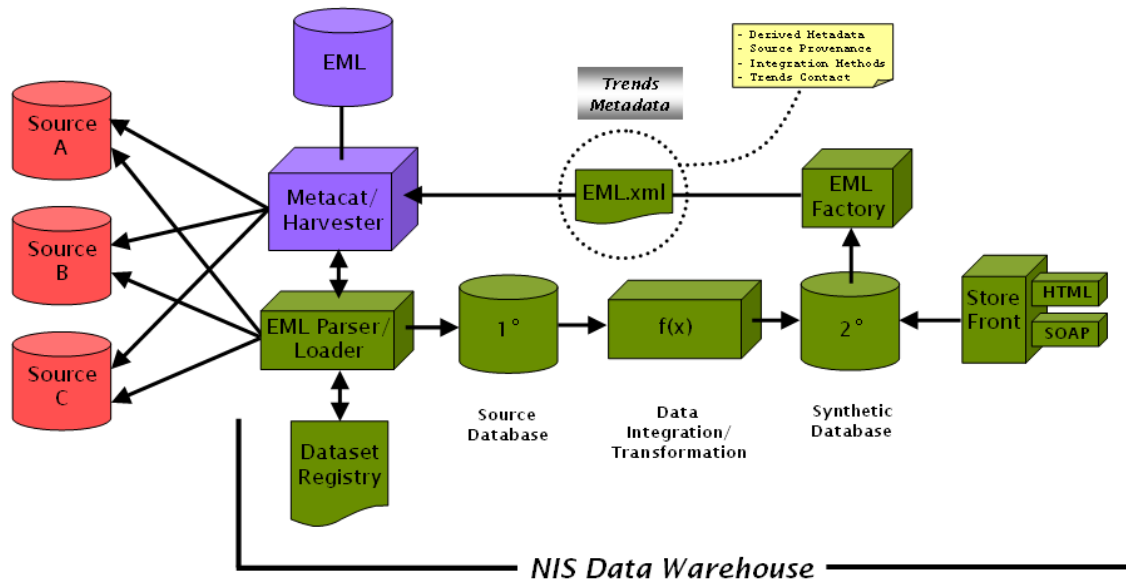 EML
- Derived Metadata
- Source Provenance
- Integration Methods
- Trends Contact
Trends
Metadata
Source
A
Metacat/
Harvester
EML.xml
EML
Factory
Source
B
EML Parser/
Loader
1°
f(x)
2°
Store
Front
HTML
SOAP
Source
C
Source
Database
Data
Integration/
Transformation
Synthetic
Database
Dataset
Registry
NIS Data Warehouse